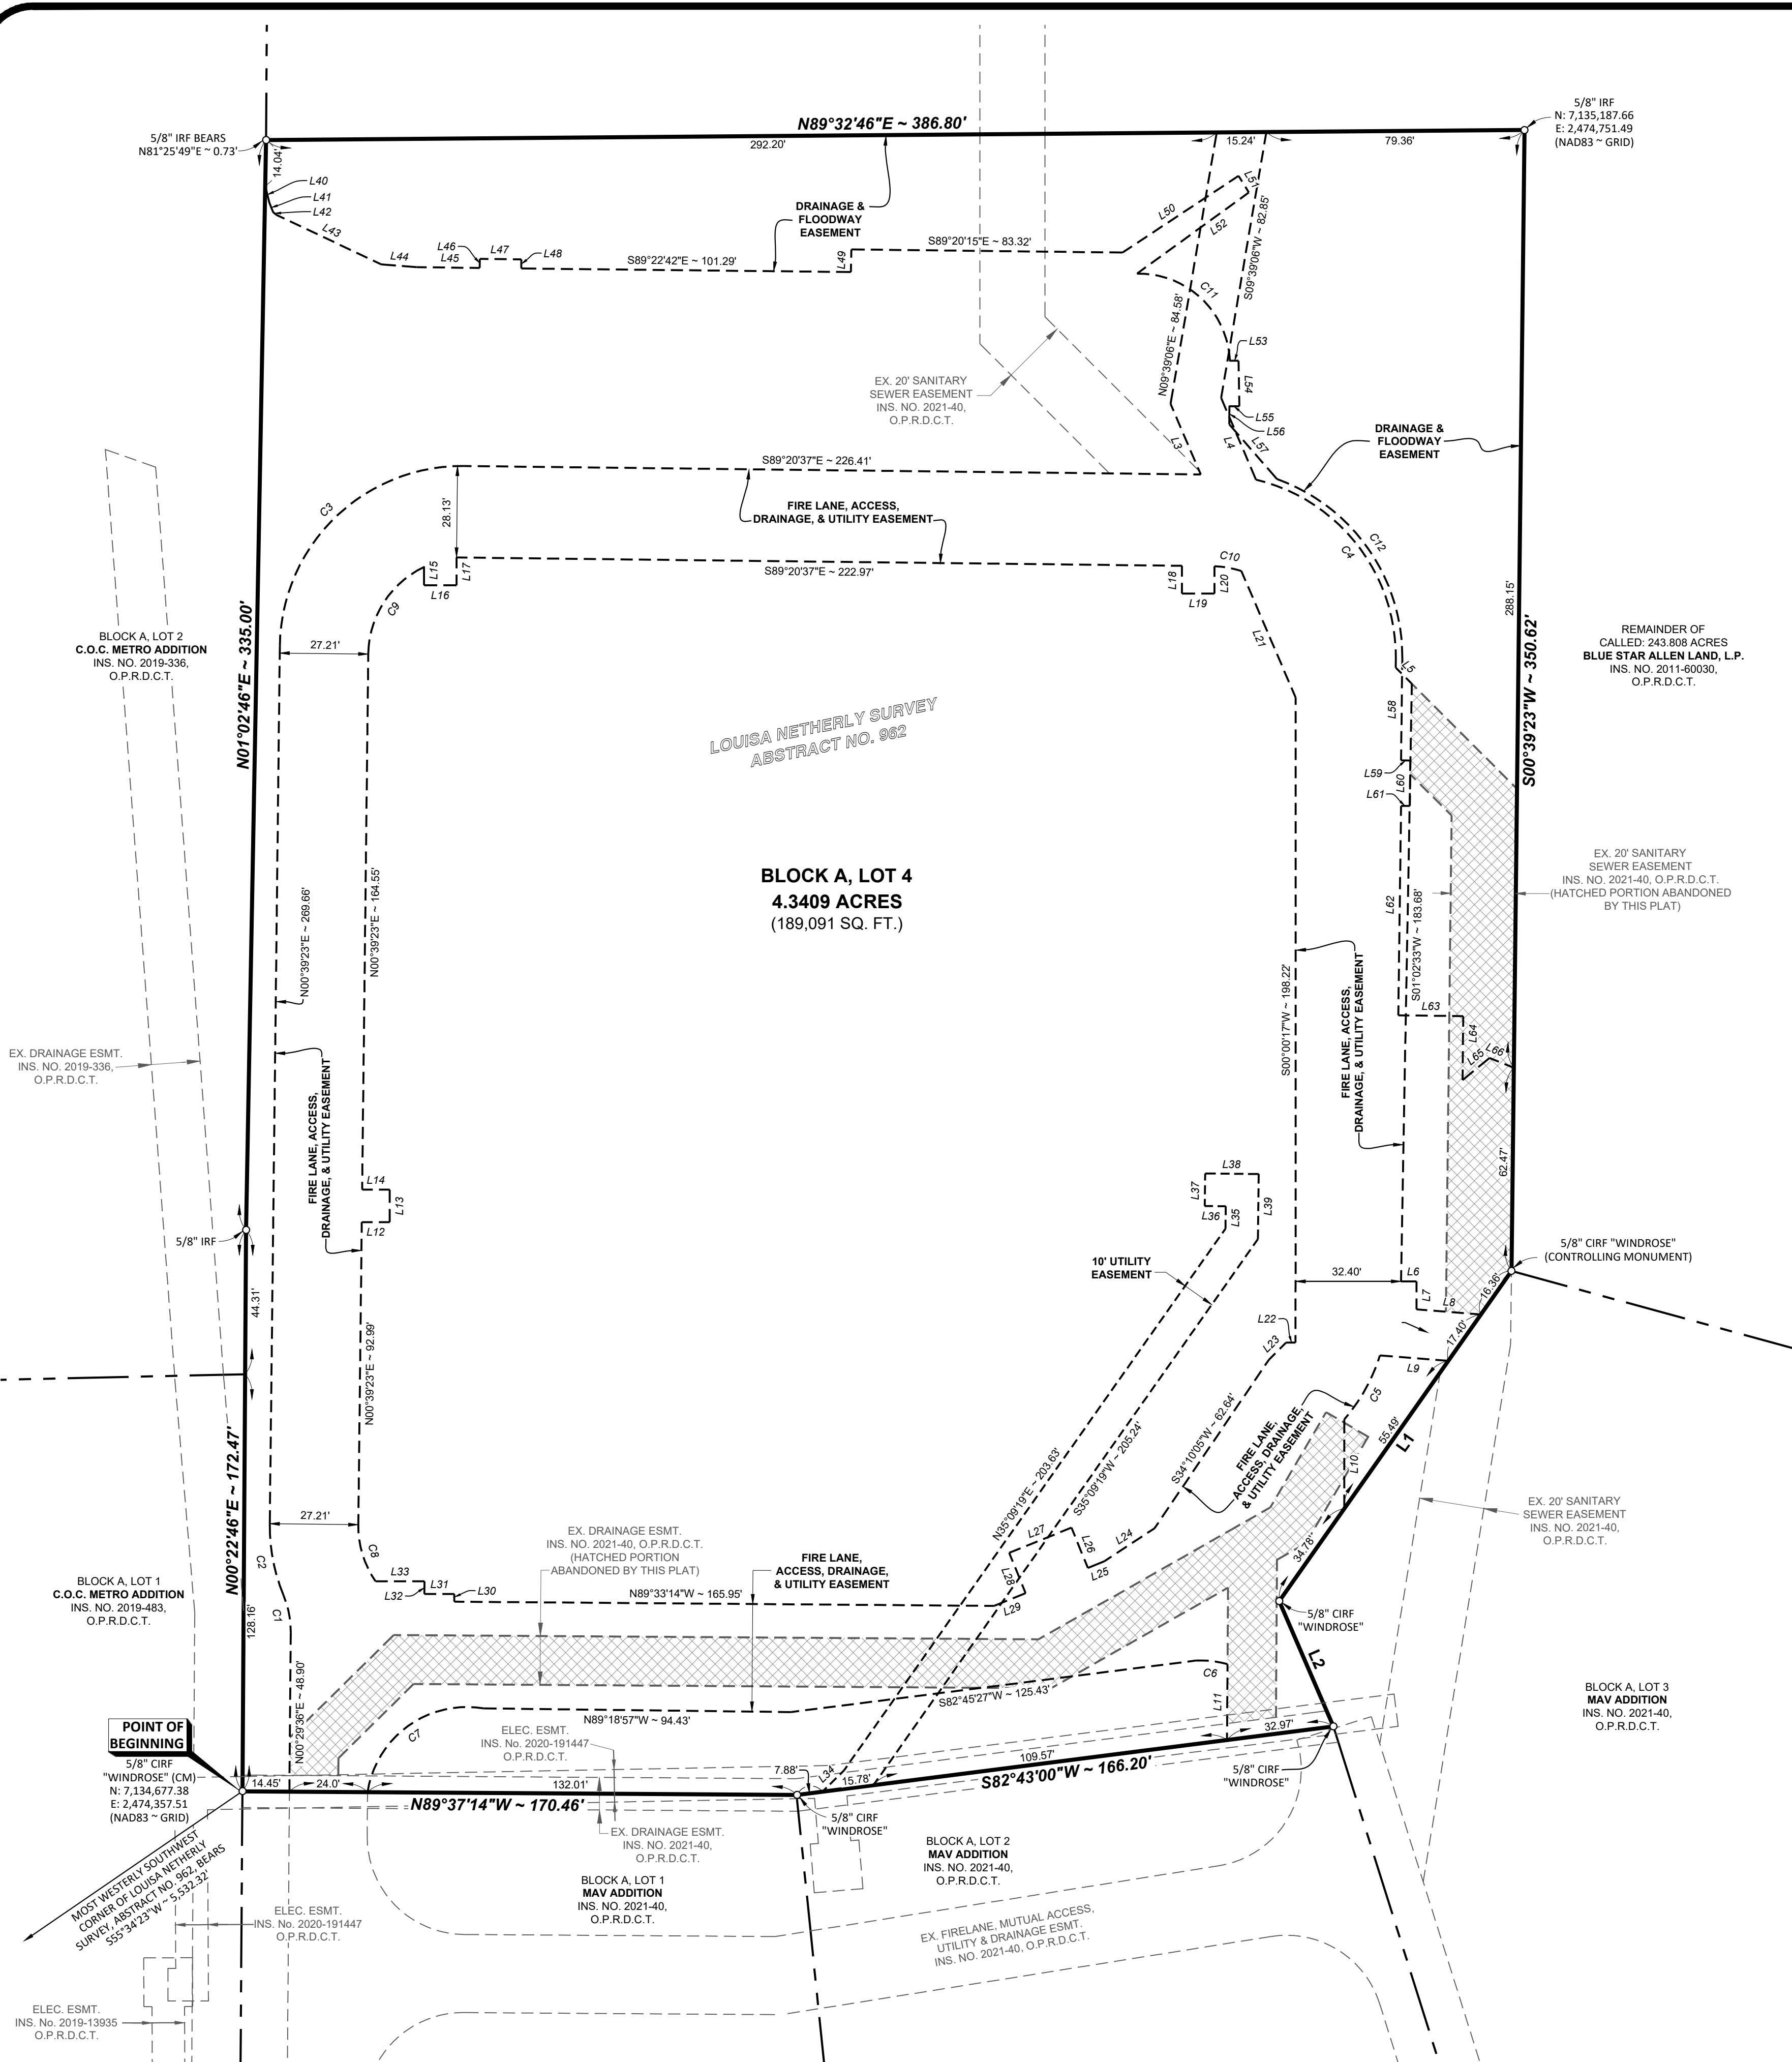 N89°32'46"E ~ 386.80'
5/8" IRF BEARS
N81°25'49"E ~ 0.73'
292.20'
15.24'
79.36'
5/8" IRF
N: 7,135,187.66
E: 2,474,751.49
(NAD83 ~ GRID)
14.04'
L40
L41
L42
L43
L44
L45
L46
L47
L48
S89°22'42"E ~ 101.29'
DRAINAGE &
FLOODWAY
EASEMENT
L49
S89°20'15"E ~ 83.32'
L50
L51
L52
S09°39'06"W ~ 82.85'
C11
N09°39'06"E ~ 84.58'
L53
L54
L55
L56
L57
L3
L4
EX. 20' SANITARY
SEWER EASEMENT
INS. NO. 2021-40,
O.P.R.D.C.T.
DRAINAGE &
FLOODWAY
EASEMENT
S89°20'37"E ~ 226.41'
C3
28.13'
FIRE LANE, ACCESS,
DRAINAGE, & UTILITY EASEMENT
S89°20'37"E ~ 222.97'
L15
L16
L17
C9
L18
L19
L20
C10
L21
C4
C12
288.15'
S00°39'23"W ~ 350.62'
REMAINDER OF
CALLED: 243.808 ACRES
BLUE STAR ALLEN LAND, L.P.
INS. NO. 2011-60030,
O.P.R.D.C.T.
BLOCK A, LOT 2
C.O.C. METRO ADDITION
INS. NO. 2019-336,
O.P.R.D.C.T.
N01°02'46"E ~ 335.00'
27.21'
LOUISA NETHERLY SURVEY
ABSTRACT NO. 962
L5
L58
L59
L60
L61
L62
S01°02'33"W ~ 183.68'
L63
L64
L65
L66
EX. 20' SANITARY
SEWER EASEMENT
INS. NO. 2021-40, O.P.R.D.C.T.
(HATCHED PORTION ABANDONED
BY THIS PLAT)
BLOCK A, LOT 4
4.3409 ACRES
(189,091 SQ. FT.)
N00°39'23"E ~ 269.66'
N00°39'23"E ~ 164.55'
S00°00'17"W ~ 198.22'
FIRE LANE, ACCESS,
DRAINAGE, & UTILITY EASEMENT
EX. DRAINAGE ESMT.
INS. NO. 2019-336,
O.P.R.D.C.T.
FIRE LANE, ACCESS,
DRAINAGE, & UTILITY EASEMENT
62.47'
L14
L13
L12
5/8" IRF
L38
L37
L36
L35
L39
10' UTILITY
EASEMENT
5/8" CIRF "WINDROSE"
(CONTROLLING MONUMENT)
32.40'
L6
L7
L8
16.36'
17.40'
L22
L23
L9
44.31'
N00°39'23"E ~ 92.99'
C5
L10
55.49'
L1
S34°10'05"W ~ 62.64'
FIRE LANE,
ACCESS, DRAINAGE,
& UTILITY EASEMENT
N35°09'19"E ~ 203.63'
S35°09'19"W ~ 205.24'
N00°22'46"E ~ 172.47'
EX. 20' SANITARY
SEWER EASEMENT
INS. NO. 2021-40,
O.P.R.D.C.T.
27.21'
EX. DRAINAGE ESMT.
INS. NO. 2021-40, O.P.R.D.C.T.
(HATCHED PORTION
ABANDONED BY THIS PLAT)
FIRE LANE,
ACCESS, DRAINAGE,
& UTILITY EASEMENT
L27
L26
L24
L25
L28
L29
34.78'
C2
C8
L33
L32
L31
L30
N89°33'14"W ~ 165.95'
BLOCK A, LOT 1
C.O.C. METRO ADDITION
INS. NO. 2019-483,
O.P.R.D.C.T.
C1
128.16'
5/8" CIRF
"WINDROSE"
L2
N00°29'36"E ~ 48.90'
C6
L11
S82°45'27"W ~ 125.43'
N89°18'57"W ~ 94.43'
C7
BLOCK A, LOT 3
MAV ADDITION
INS. NO. 2021-40,
O.P.R.D.C.T.
POINT OF
BEGINNING
5/8" CIRF
"WINDROSE" (CM)
N: 7,134,677.38
E: 2,474,357.51
(NAD83 ~ GRID)
ELEC. ESMT.
INS. No. 2020-191447
O.P.R.D.C.T.
32.97'
109.57'
14.45'
24.0'
132.01'
7.88'
L34
15.78'
S82°43'00"W ~ 166.20'
5/8" CIRF
"WINDROSE"
N89°37'14"W ~ 170.46'
5/8" CIRF
"WINDROSE"
EX. DRAINAGE ESMT.
INS. NO. 2021-40,
O.P.R.D.C.T.
MOST WESTERLY SOUTHWEST
CORNER OF LOUISA NETHERLY
SURVEY, ABSTRACT NO. 962, BEARS
S55°34'23"W ~ 5,532.32'
BLOCK A, LOT 1
MAV ADDITION
INS. NO. 2021-40,
O.P.R.D.C.T.
BLOCK A, LOT 2
MAV ADDITION
INS. NO. 2021-40,
O.P.R.D.C.T.
ELEC. ESMT.
INS. No. 2020-191447
O.P.R.D.C.T.
EX. FIRELANE, MUTUAL ACCESS,
UTILITY & DRAINAGE ESMT.
INS. NO. 2021-40, O.P.R.D.C.T.
ELEC. ESMT.
INS. No. 2019-13935
O.P.R.D.C.T.